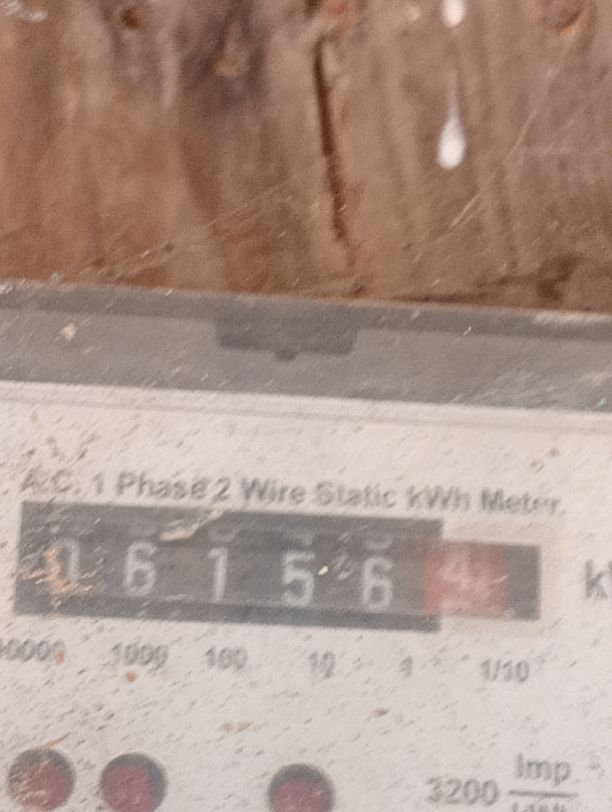 A.C. 1 Phase 2 Wire Static kWh Meter.
6 1 5 6 4
1000 100 10 1 1/10
3200 Imp